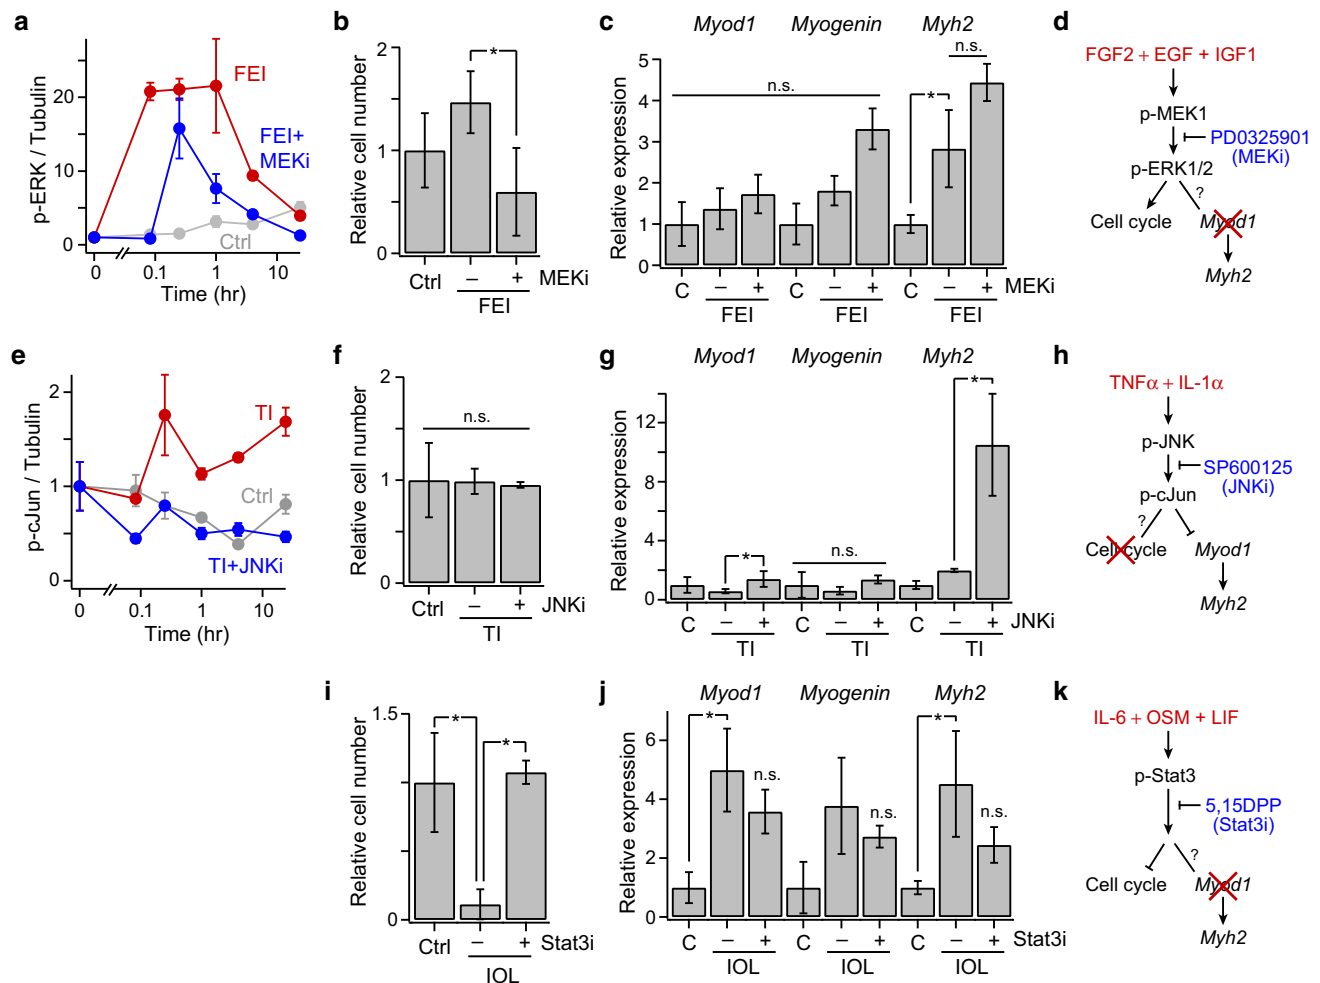 a
p-ERK / Tubulin
20
10
0
FEI
FEI+
MEKi
Ctrl
0
0.1
1
10
Time (hr)
b
Relative cell number
2
1
0
*
Ctrl
–
+
MEKi
FEI
c
Myod1
Myogenin
Myh2
Relative expression
5
4
3
2
1
0
n.s.
*
n.s.
C
–
+
C
–
+
C
–
+
MEKi
FEI
FEI
FEI
d
FGF2 + EGF + IGF1
p-MEK1
PD0325901
(MEKi)
p-ERK1/2
?
Cell cycle
Myod1
Myh2
e
p-cJun / Tubulin
2
1
0
TI
Ctrl
TI+JNKi
0
0.1
1
10
Time (hr)
f
Relative cell number
2
1
0
n.s.
Ctrl
–
+
JNKi
TI
g
Myod1
Myogenin
Myh2
Relative expression
12
8
4
0
*
n.s.
*
C
–
+
C
–
+
C
–
+
JNKi
TI
TI
TI
h
TNFα + IL-1α
p-JNK
SP600125
(JNKi)
p-cJun
?
Cell cycle
Myod1
Myh2
i
Relative cell number
1.5
0
*
*
Ctrl
–
+
Stat3i
IOL
j
Myod1
Myogenin
Myh2
Relative expression
6
4
2
0
*
n.s.
n.s.
*
n.s.
C
–
+
C
–
+
C
–
+
Stat3i
IOL
IOL
IOL
k
IL-6 + OSM + LIF
p-Stat3
5,15DPP
(Stat3i)
?
Cell cycle
Myod1
Myh2